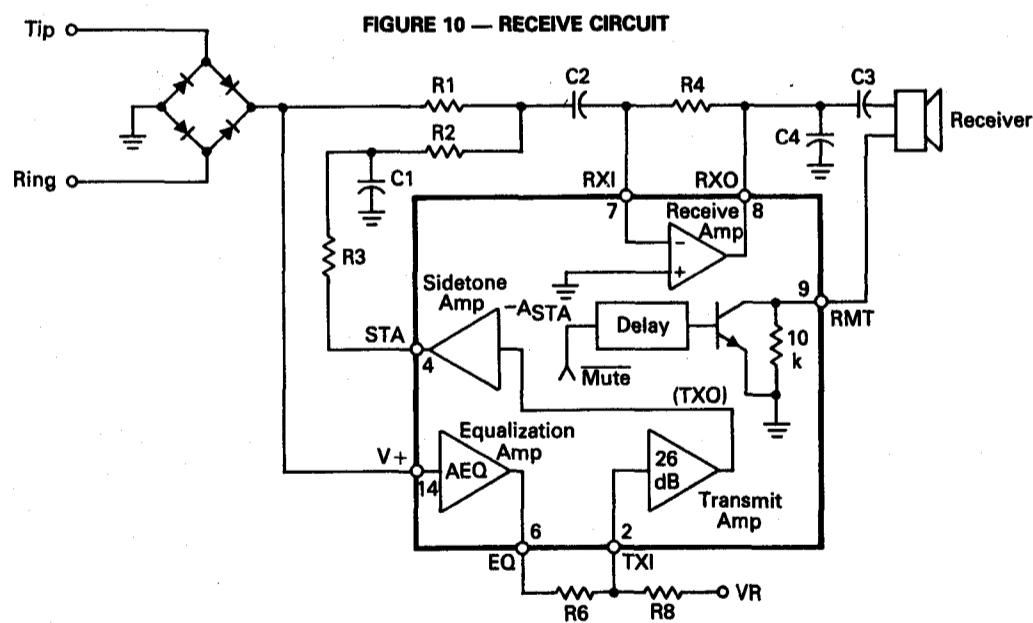 FIGURE 10 — RECEIVE CIRCUIT
Tip
Ring
R1
C2
R4
C3
Receiver
R2
C4
C1
RXI
RXO
7
8
Receive
Amp
−
+
R3
Sidetone
Amp
-ASTA
9
RMT
Delay
10
k
STA
4
Mute
(TXO)
Equalization
Amp
V+
14
AEQ
26
dB
Transmit
Amp
6
2
EQ
TXI
R6
R8
VR